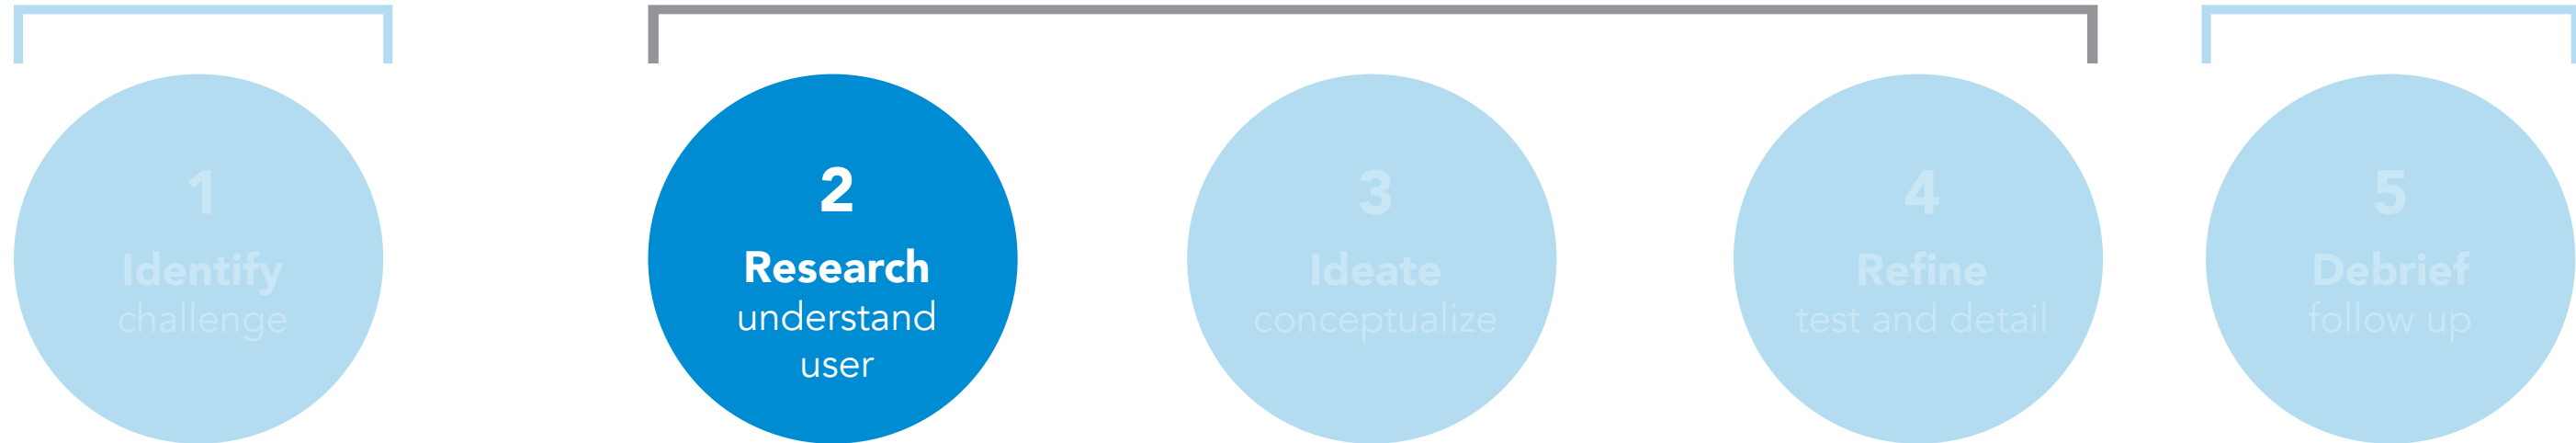 1
Identify
challenge
2
Research
understand
user
3
Ideate
conceptualize
4
Refine
test and detail
5
Debrief
follow up